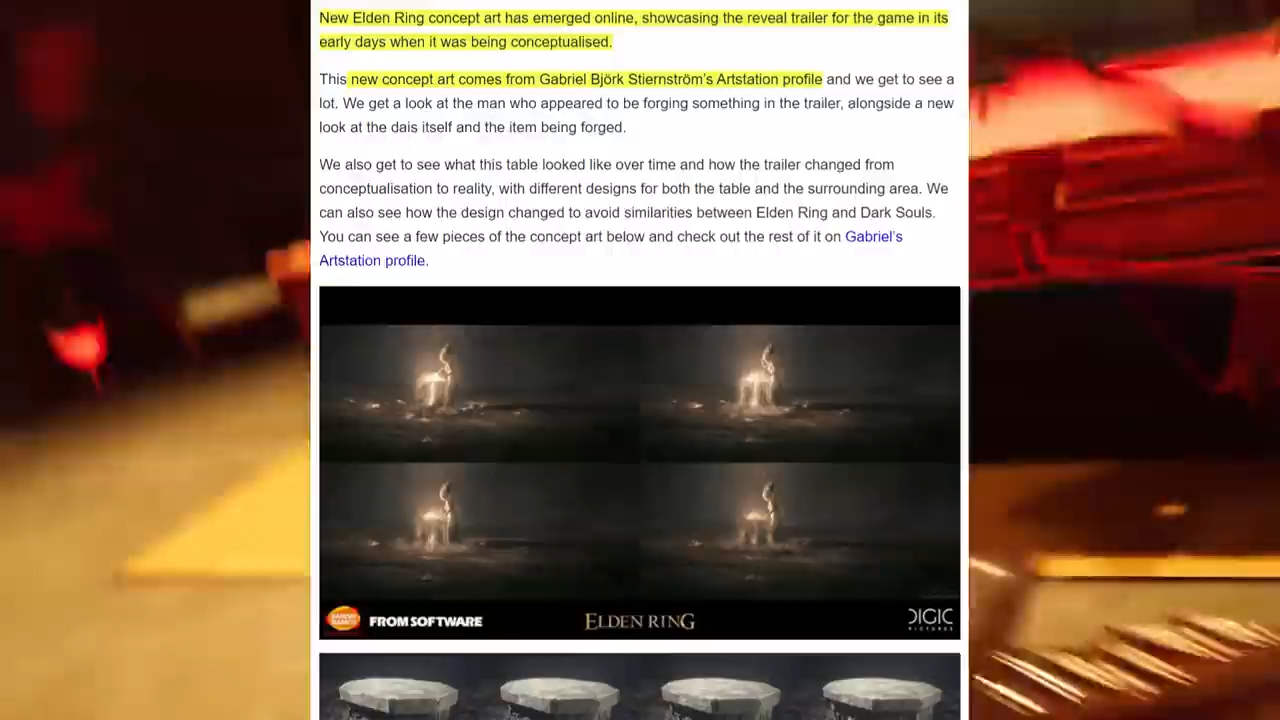 New Elden Ring concept art has emerged online, showcasing the reveal trailer for the game in its
early days when it was being conceptualised.
This new concept art comes from Gabriel Björk Stiernström's Artstation profile and we get to see a
lot. We get a look at the man who appeared to be forging something in the trailer, alongside a new
look at the dais itself and the item being forged.
We also get to see what this table looked like over time and how the trailer changed from
conceptualisation to reality, with different designs for both the table and the surrounding area. We
can also see how the design changed to avoid similarities between Elden Ring and Dark Souls.
You can see a few pieces of the concept art below and check out the rest of it on Gabriel's
Artstation profile.
BANDAI
NAMCO
FROMSOFTWARE
ELDEN RING
DIGIC
PICTURES